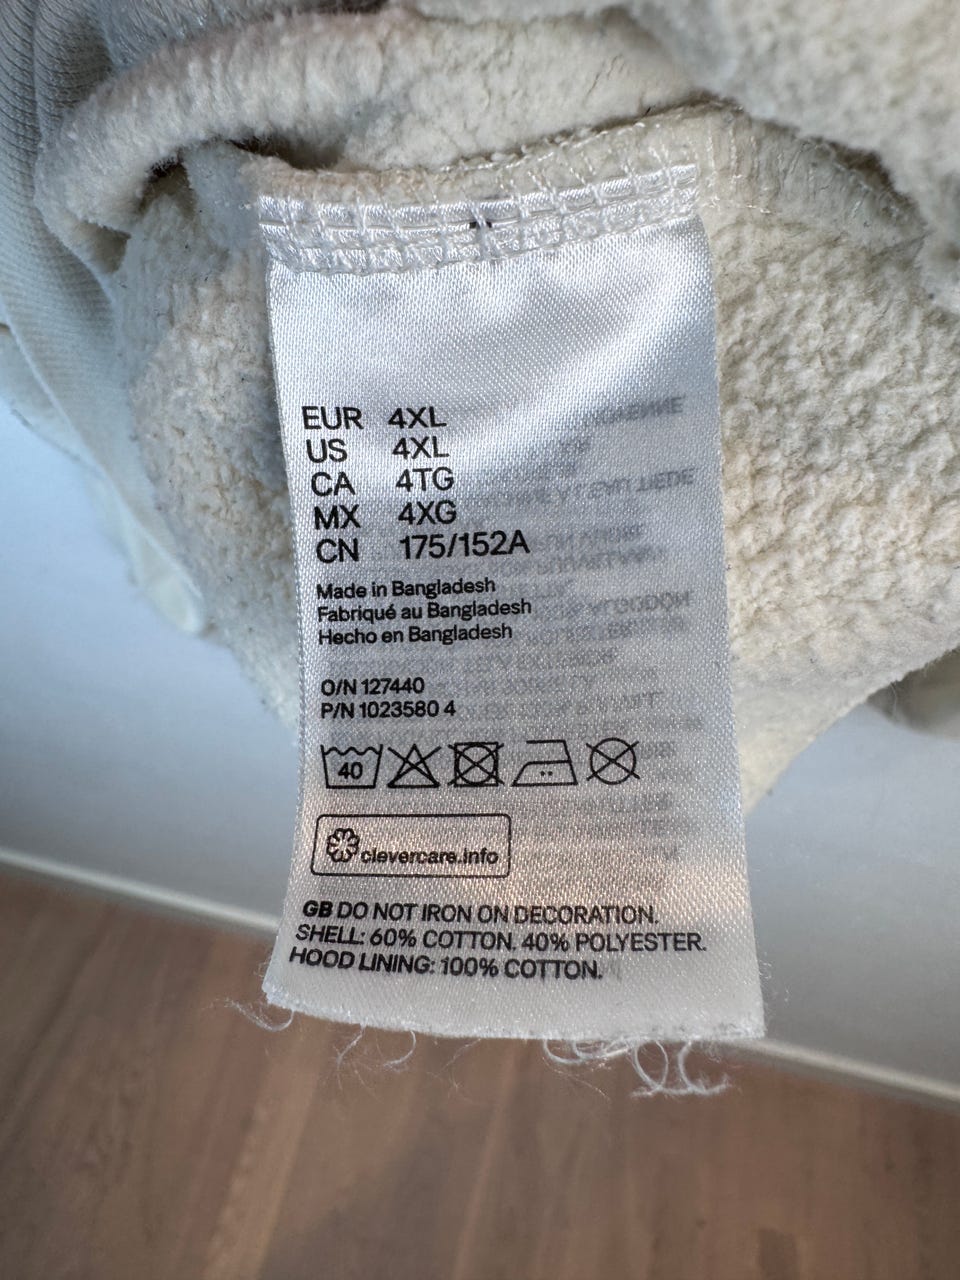 EUR 4XL
US 4XL
CA 4TG
MX 4XG
CN 175/152A
Made in Bangladesh
Fabriqué au Bangladesh
Hecho en Bangladesh
O/N 127440
P/N 1023580 4
40
clevercare.info
GB DO NOT IRON ON DECORATION.
SHELL: 60% COTTON. 40% POLYESTER.
HOOD LINING: 100% COTTON.